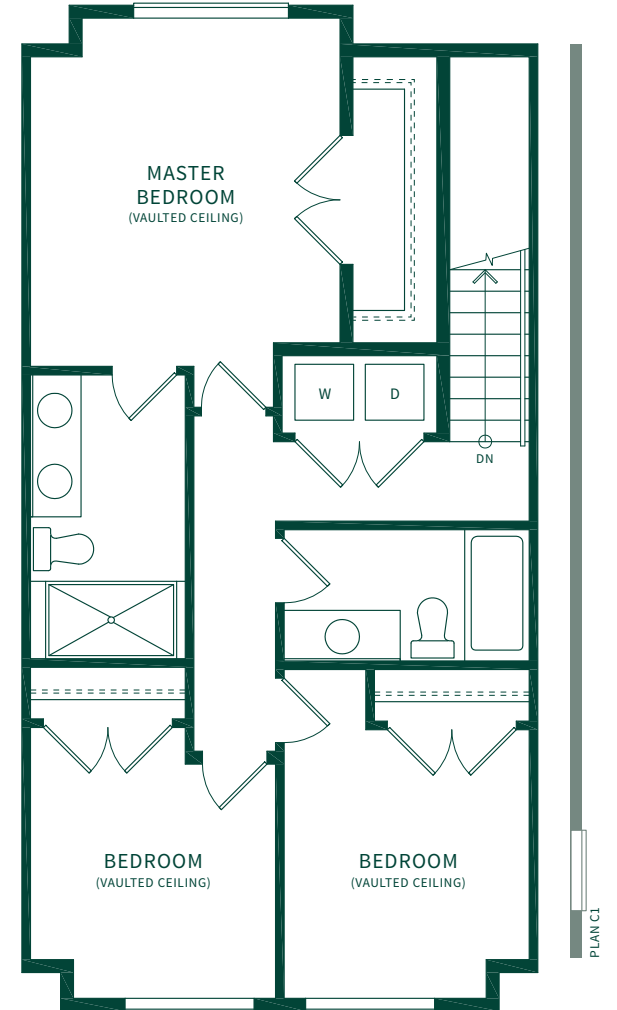 MASTER
BEDROOM
(VAULTED CEILING)
W
D
DN
BEDROOM
(VAULTED CEILING)
BEDROOM
(VAULTED CEILING)
PLAN C1